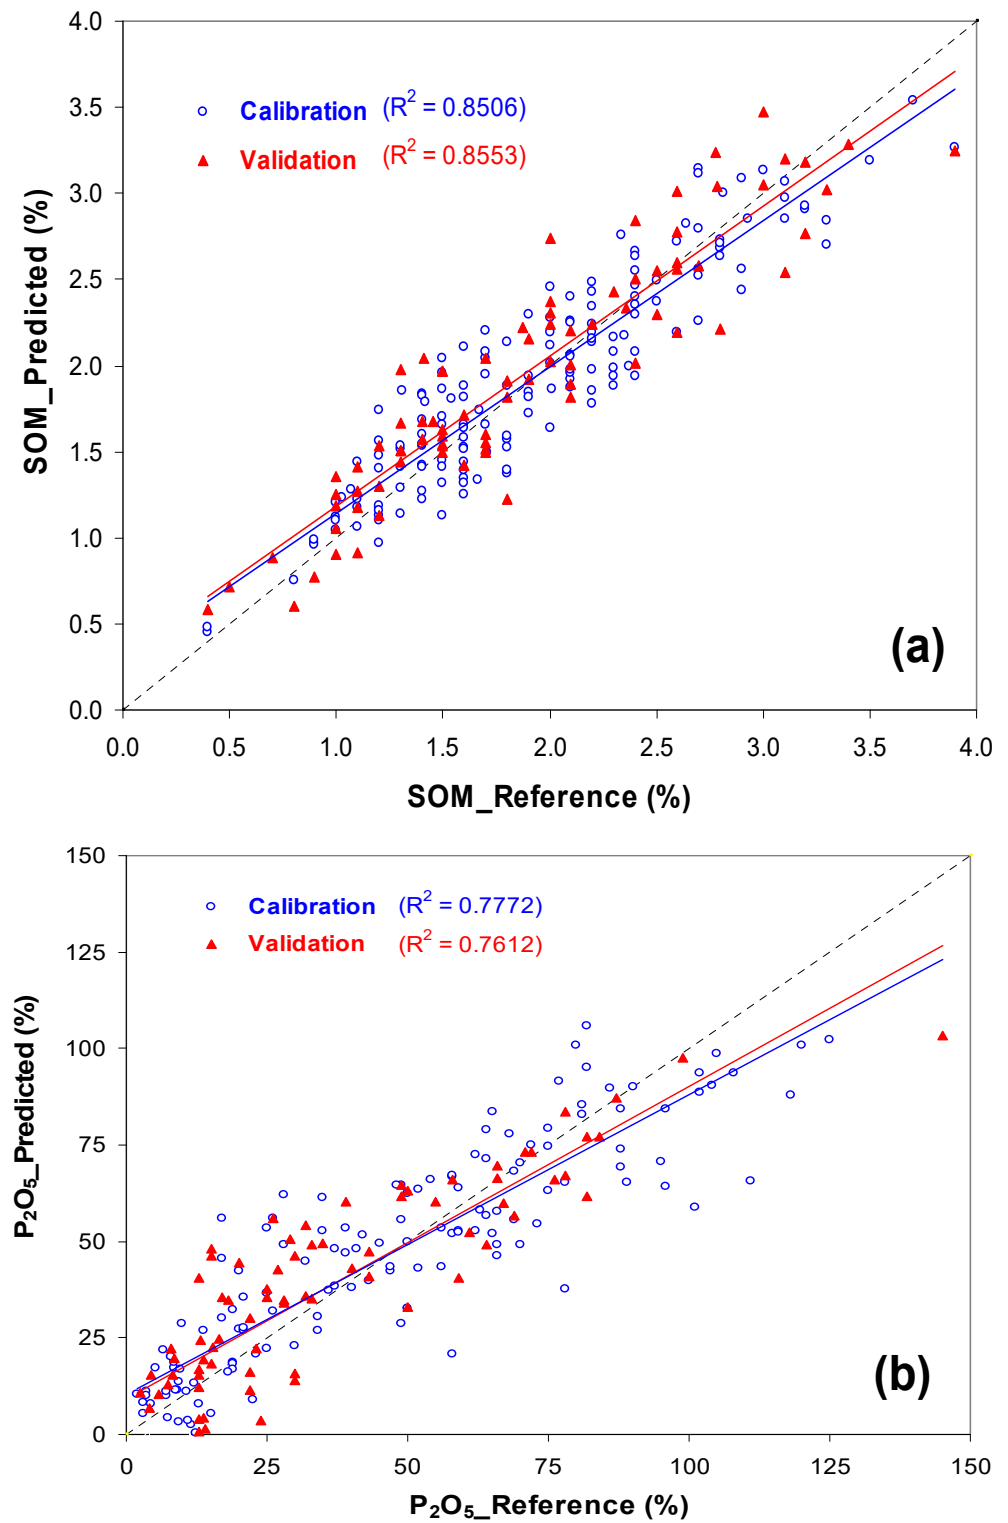 4.0
3.5
3.0
2.5
2.0
1.5
1.0
0.5
0.0
SOM_Predicted (%)
Calibration (R² = 0.8506)
Validation (R² = 0.8553)
(a)
0.0 0.5 1.0 1.5 2.0 2.5 3.0 3.5 4.0
SOM_Reference (%)
150
125
100
75
50
25
0
P₂O₅_Predicted (%)
Calibration (R² = 0.7772)
Validation (R² = 0.7612)
(b)
0 25 50 75 100 125 150
P₂O₅_Reference (%)